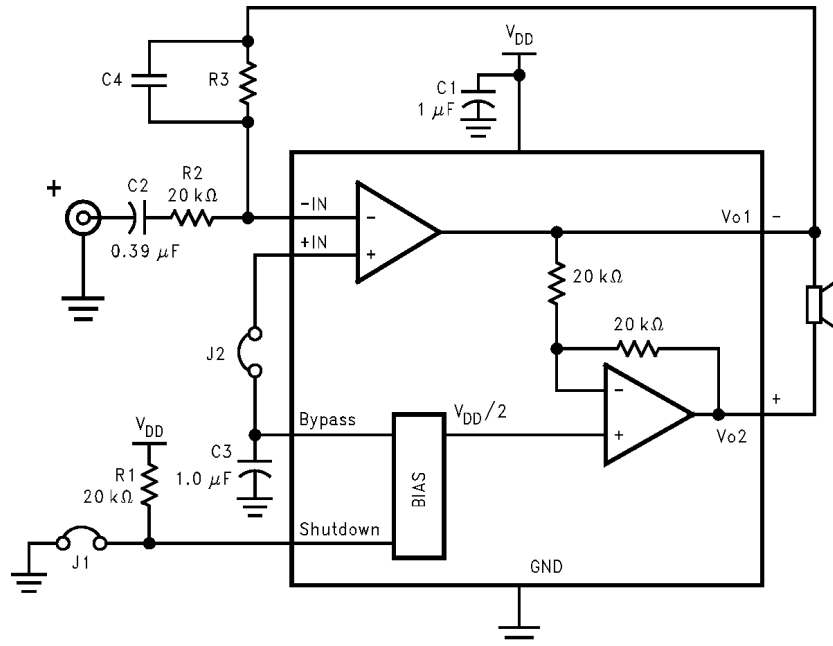 V_DD
C4
R3
C1
1 μF
+
C2
R2
20 kΩ
0.39 μF
-IN
+IN
-
+
Vo1
-
20 kΩ
20 kΩ
J2
Bypass
V_DD/2
-
+
+
Vo2
V_DD
C3
1.0 μF
R1
20 kΩ
BIAS
Shutdown
J1
GND